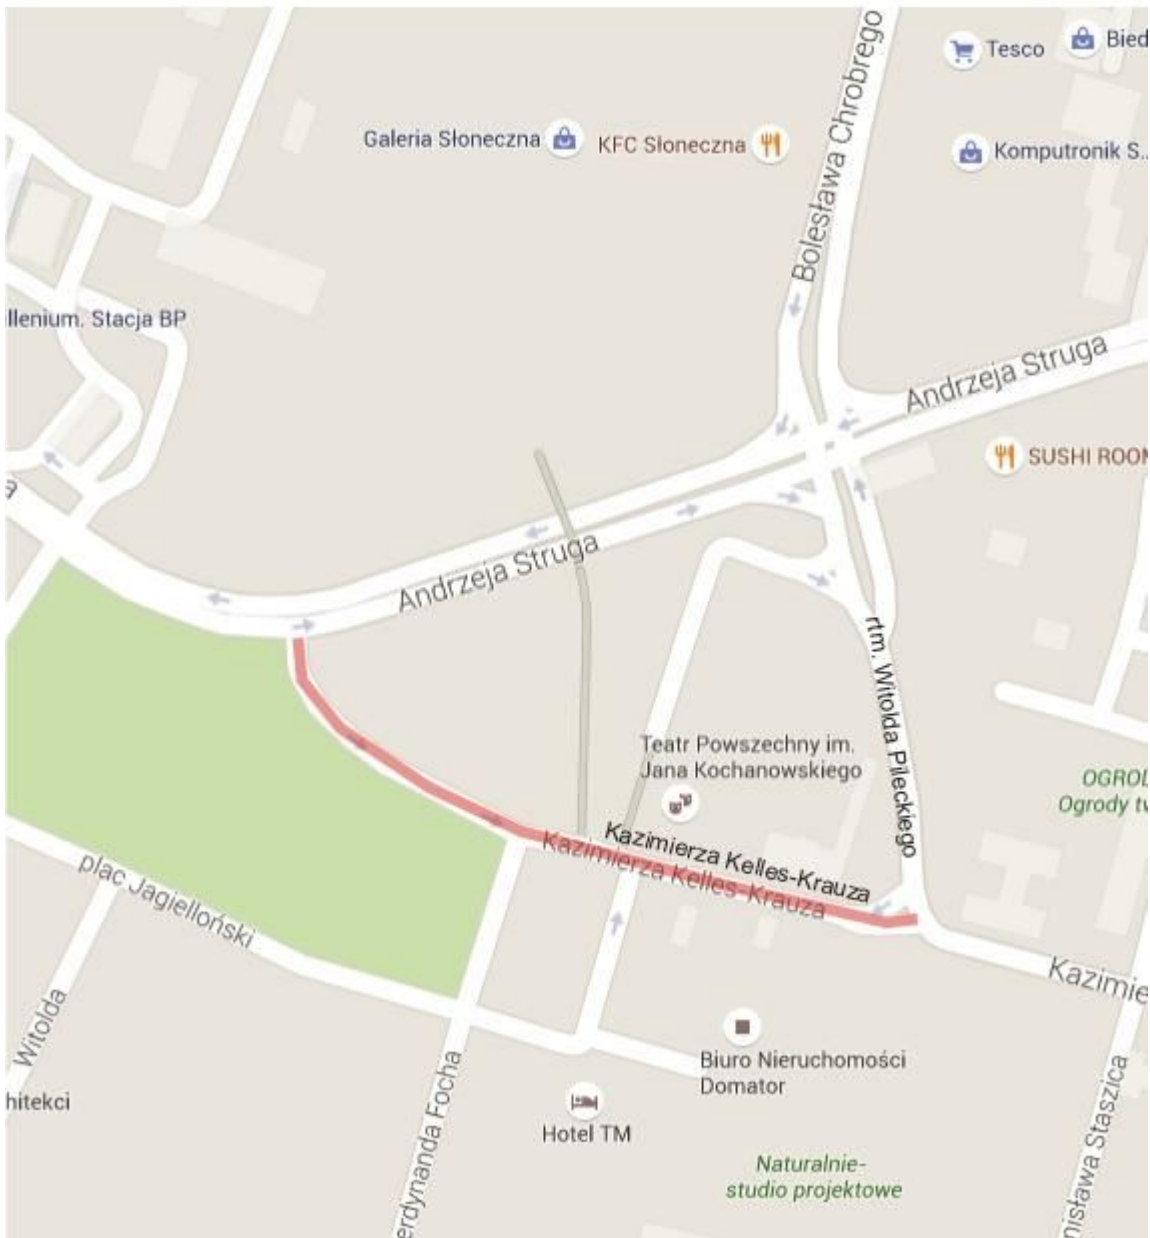 Bolesława Chrobrego
Tesco
Bied
Galeria Słoneczna
KFC Słoneczna
Komputronik S...
llenium. Stacja BP
Andrzeja Struga
SUSHI ROOM
a
Andrzeja Struga
rtm. Witolda Pileckiego
Teatr Powszechny im.
Jana Kochanowskiego
OGROD
Ogrody tw
Kazimierza Kelles-Krauza
Kazimierza Kelles-Krauza
plac Jagielloński
Kazimie
Witolda
Biuro Nieruchomości
Domator
hitekci
Hotel TM
erdynanda Focha
Naturalnie-
studio projektowe
nisława Staszica